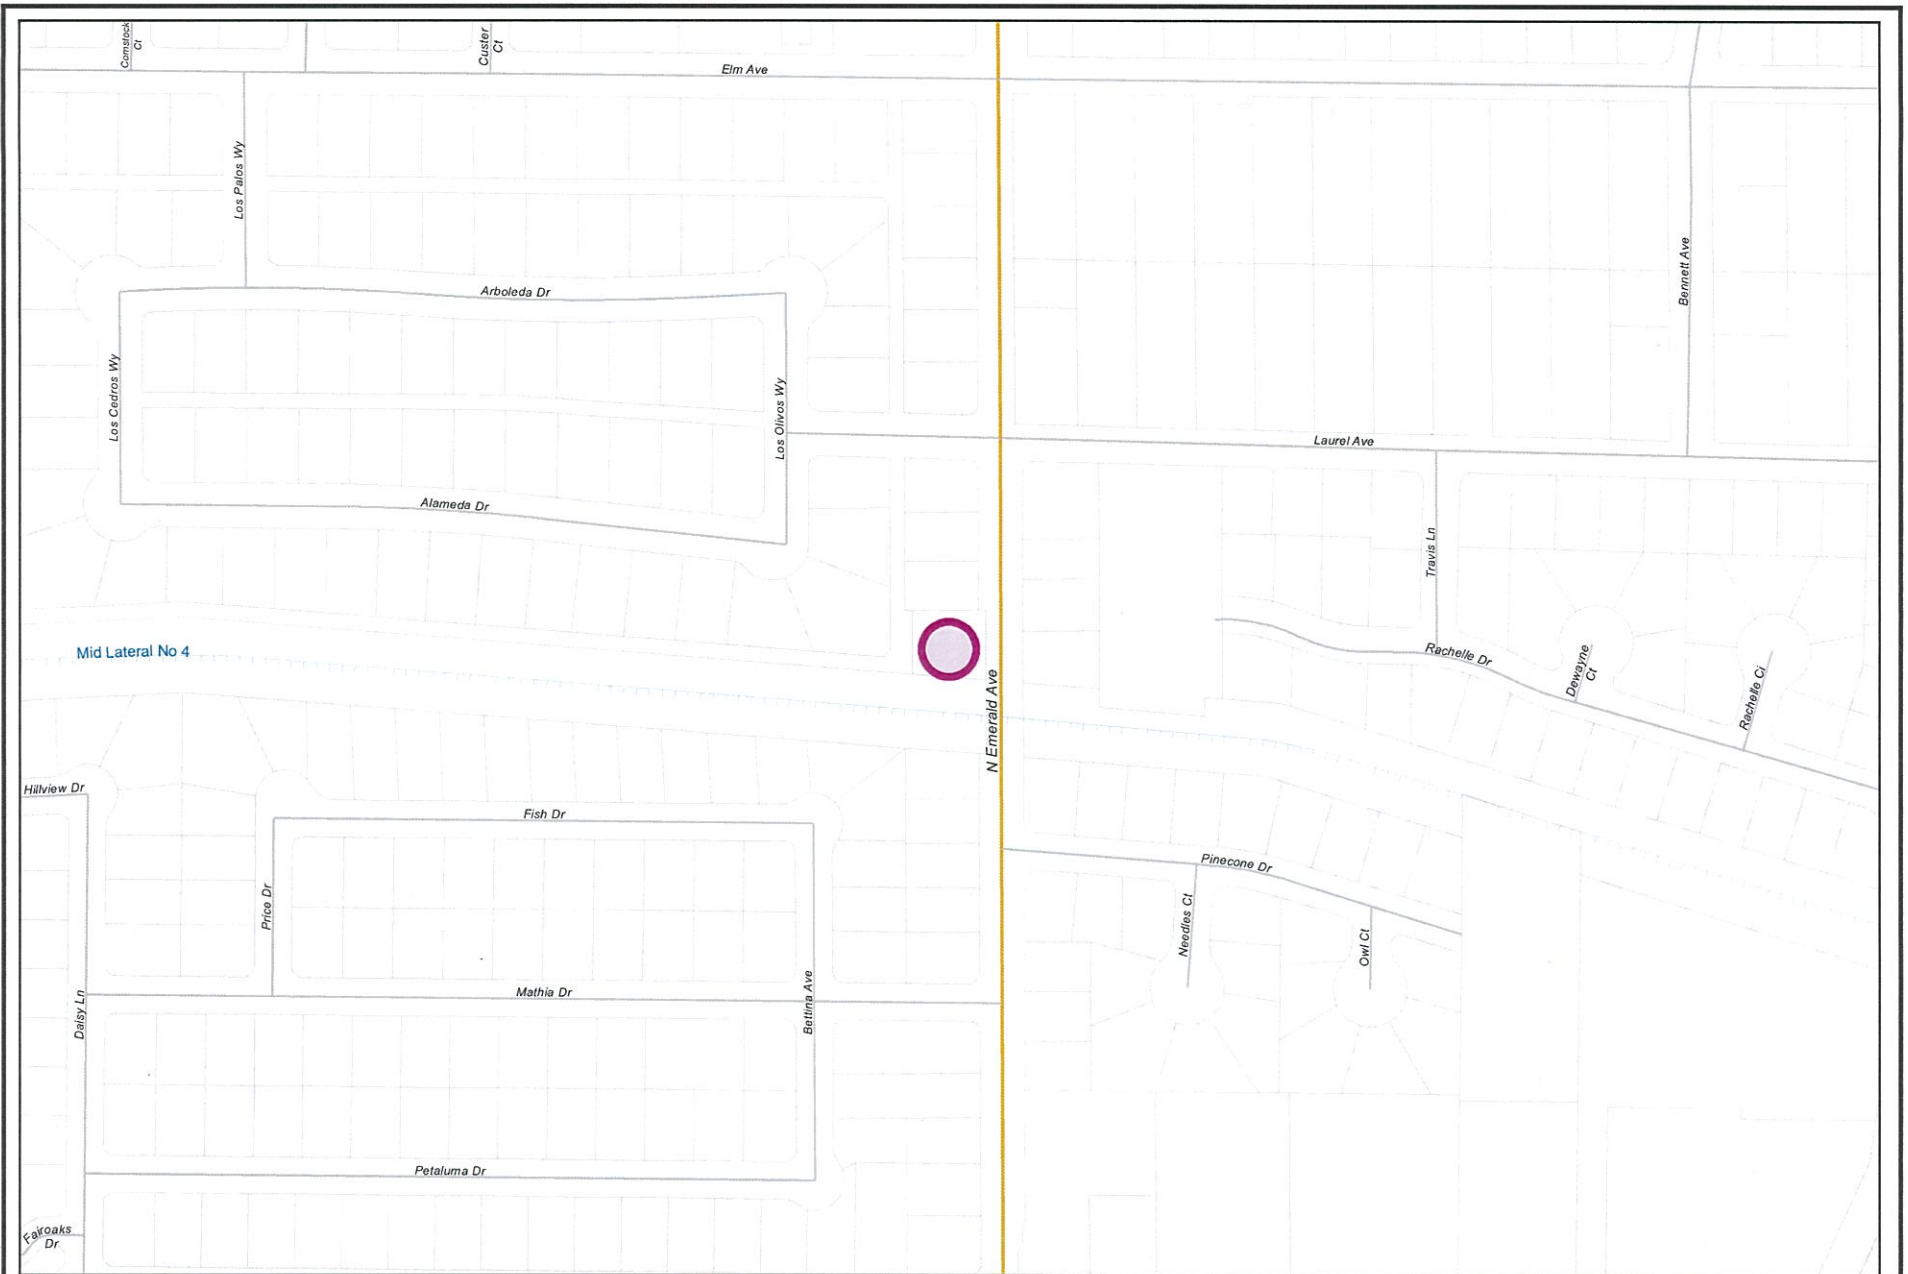 Comstock
Ct
Custer
Ct
Elm Ave
Los Palos Wy
Bennett Ave
Arboleda Dr
Los Cedros Wy
Los Olivos Wy
Laurel Ave
Alameda Dr
Travis Ln
Mid Lateral No 4
Rachelle Dr
Dewayne
Ct
Rachelle Ci
N Emerald Ave
Hillview Dr
Fish Dr
Pinecone Dr
Price Dr
Needles Ct
Owl Ct
Mathia Dr
Daisy Ln
Bettina Ave
Petaluma Dr
Fairoaks
Dr